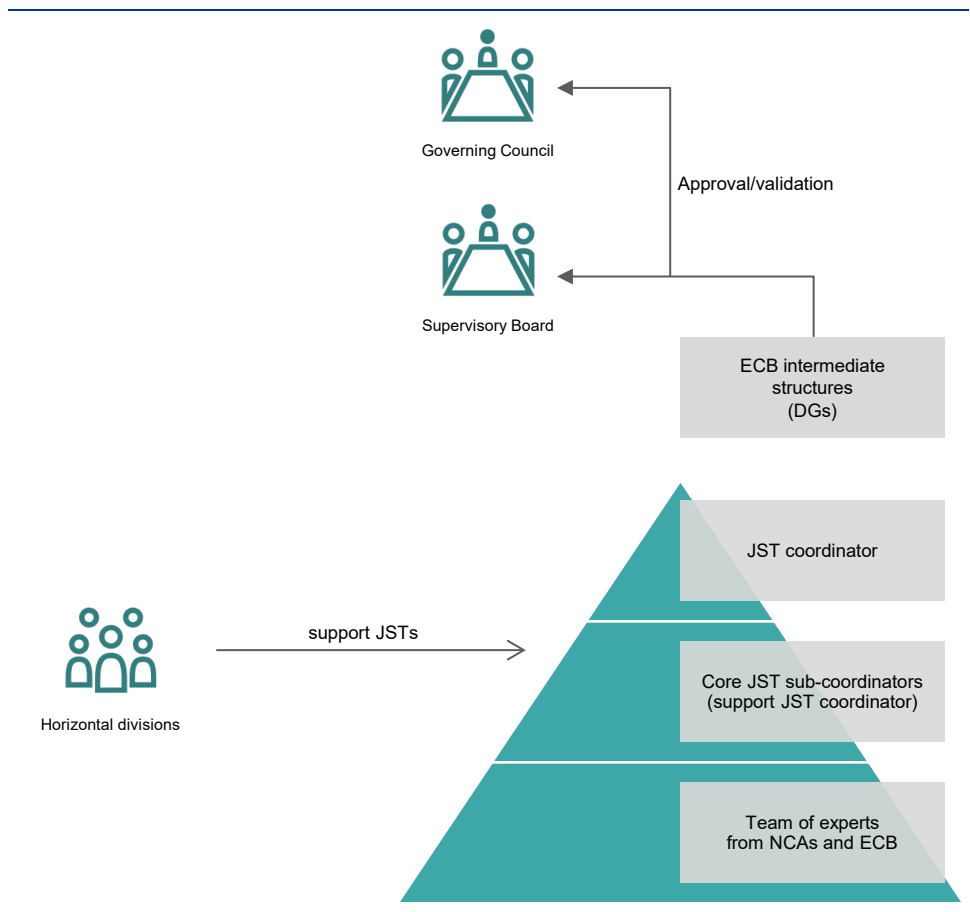 Governing Council
Approval/validation
Supervisory Board
ECB intermediate
structures
(DGs)
JST coordinator
support JSTs
Horizontal divisions
Core JST sub-coordinators
(support JST coordinator)
Team of experts
from NCAs and ECB